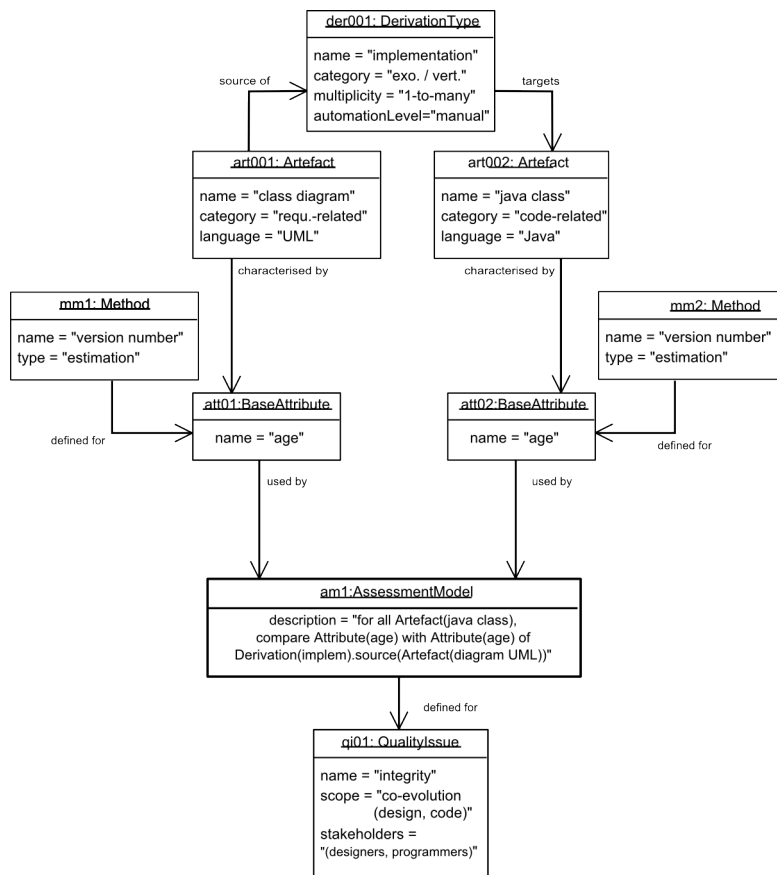 der001: DerivationType
name = "implementation"
category = "exo. / vert."
multiplicity = "1-to-many"
automationLevel="manual"
source of
targets
art001: Artefact
name = "class diagram"
category = "requ.-related"
language = "UML"
art002: Artefact
name = "java class"
category = "code-related"
language = "Java"
characterised by
characterised by
mm1: Method
name = "version number"
type = "estimation"
mm2: Method
name = "version number"
type = "estimation"
att01:BaseAttribute
name = "age"
att02:BaseAttribute
name = "age"
defined for
defined for
used by
used by
am1:AssessmentModel
description = "for all Artefact(java class),
compare Attribute(age) with Attribute(age) of
Derivation(implem).source(Artefact(diagram UML))"
defined for
qi01: QualityIssue
name = "integrity"
scope = "co-evolution
(design, code)"
stakeholders =
"(designers, programmers)"